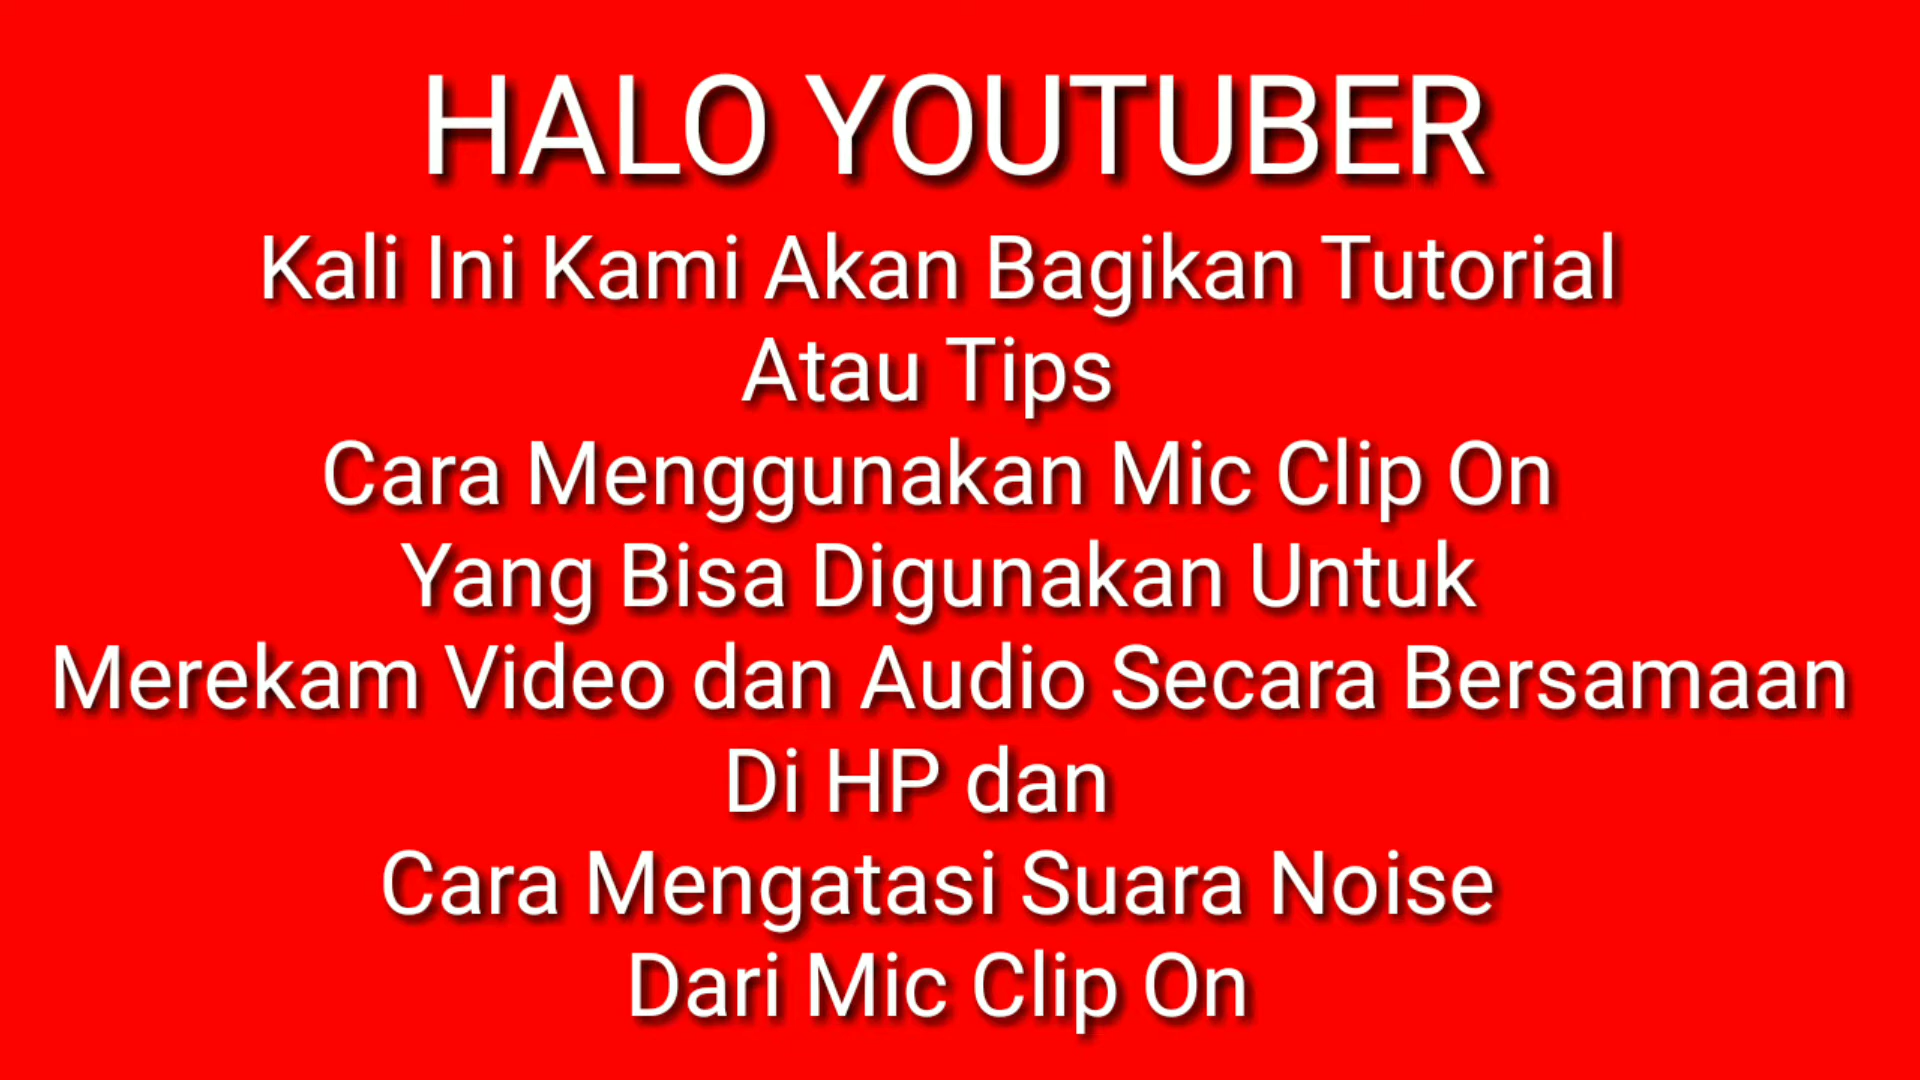 HALO YOUTUBER
Kali Ini Kami Akan Bagikan Tutorial
Atau Tips
Cara Menggunakan Mic Clip On
Yang Bisa Digunakan Untuk
Merekam Video dan Audio Secara Bersamaan
Di HP dan
Cara Mengatasi Suara Noise
Dari Mic Clip On